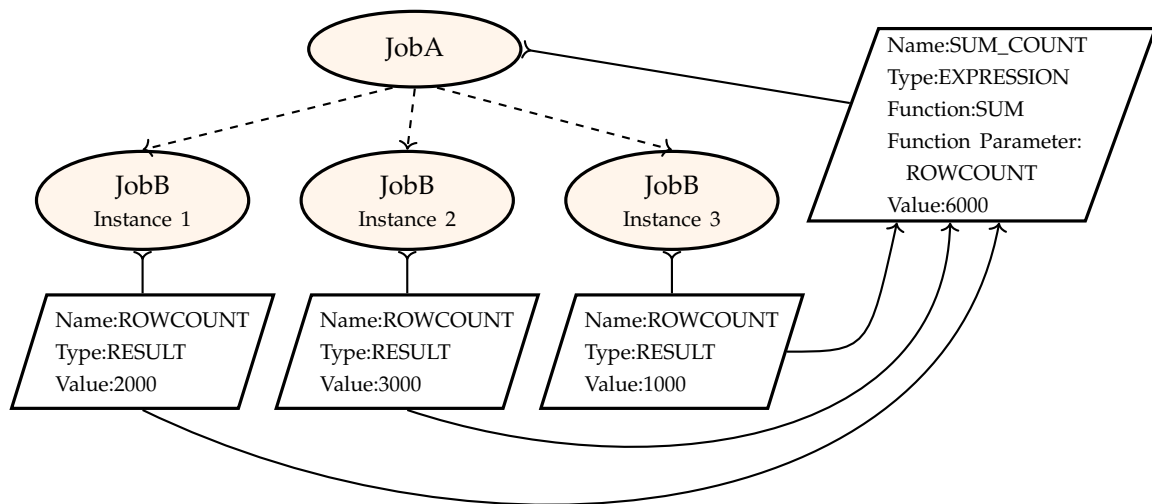 JobA
Name:SUM_COUNT
Type:EXPRESSION
Function:SUM
Function Parameter:
ROWCOUNT
Value:6000
JobB
Instance 1
JobB
Instance 2
JobB
Instance 3
Name:ROWCOUNT
Type:RESULT
Value:2000
Name:ROWCOUNT
Type:RESULT
Value:3000
Name:ROWCOUNT
Type:RESULT
Value:1000